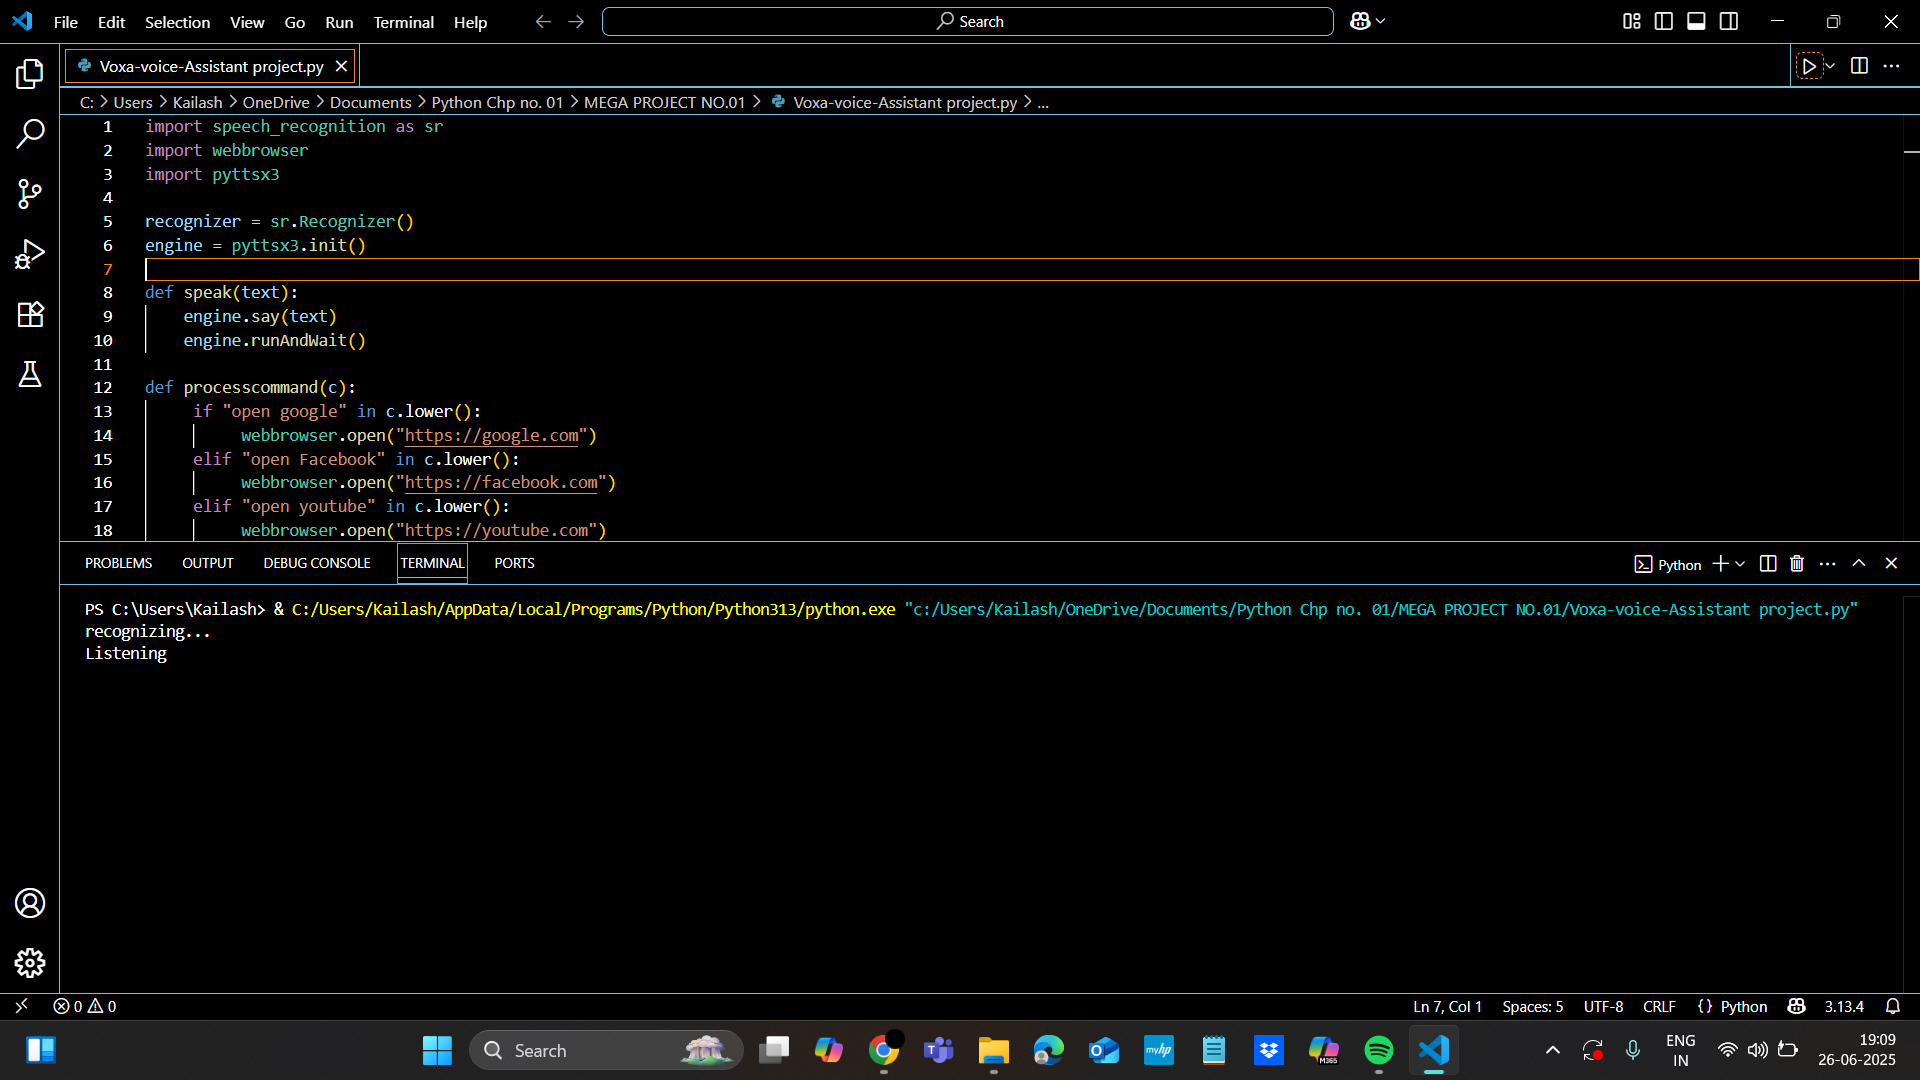 File Edit Selection View Go Run Terminal Help Search
Voxa-voice-Assistant project.py
C: > Users > Kailash > OneDrive > Documents > Python Chp no. 01 > MEGA PROJECT NO.01 > Voxa-voice-Assistant project.py > ...
1 import speech_recognition as sr
2 import webbrowser
3 import pyttsx3
4
5 recognizer = sr.Recognizer()
6 engine = pyttsx3.init()
7
8 def speak(text):
9     engine.say(text)
10     engine.runAndWait()
11
12 def processcommand(c):
13      if "open google" in c.lower():
14           webbrowser.open("https://google.com")
15      elif "open Facebook" in c.lower():
16           webbrowser.open("https://facebook.com")
17      elif "open youtube" in c.lower():
18           webbrowser.open("https://youtube.com")
PROBLEMS OUTPUT DEBUG CONSOLE TERMINAL PORTS Python
PS C:\Users\Kailash> & C:/Users/Kailash/AppData/Local/Programs/Python/Python313/python.exe "c:/Users/Kailash/OneDrive/Documents/Python Chp no. 01/MEGA PROJECT NO.01/Voxa-voice-Assistant project.py"
recognizing...
Listening
0 0 Ln 7, Col 1 Spaces: 5 UTF-8 CRLF {} Python 3.13.4
Search myhp M365 ENG IN 19:09
26-06-2025